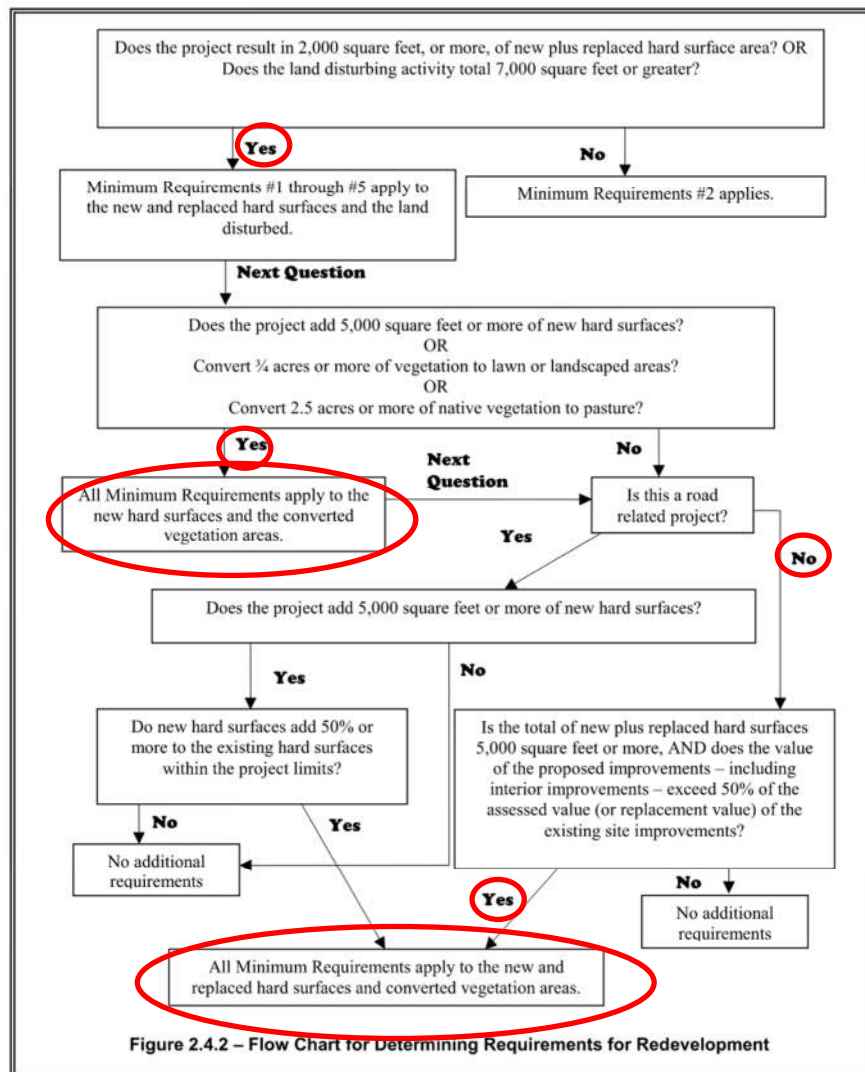 Does the project result in 2,000 square feet, or more, of new plus replaced hard surface area? OR
Does the land disturbing activity total 7,000 square feet or greater?
Yes
No
Minimum Requirements #1 through #5 apply to
the new and replaced hard surfaces and the land
disturbed.
Minimum Requirements #2 applies.
Next Question
Does the project add 5,000 square feet or more of new hard surfaces?
OR
Convert ¾ acres or more of vegetation to lawn or landscaped areas?
OR
Convert 2.5 acres or more of native vegetation to pasture?
Yes
No
Next
Question
All Minimum Requirements apply to the
new hard surfaces and the converted
vegetation areas.
Is this a road
related project?
Yes
No
Does the project add 5,000 square feet or more of new hard surfaces?
Yes
No
Do new hard surfaces add 50% or
more to the existing hard surfaces
within the project limits?
Is the total of new plus replaced hard surfaces
5,000 square feet or more, AND does the value
of the proposed improvements – including
interior improvements – exceed 50% of the
assessed value (or replacement value) of the
existing site improvements?
No
Yes
No additional
requirements
Yes
No
No additional
requirements
All Minimum Requirements apply to the new and
replaced hard surfaces and converted vegetation areas.
Figure 2.4.2 – Flow Chart for Determining Requirements for Redevelopment